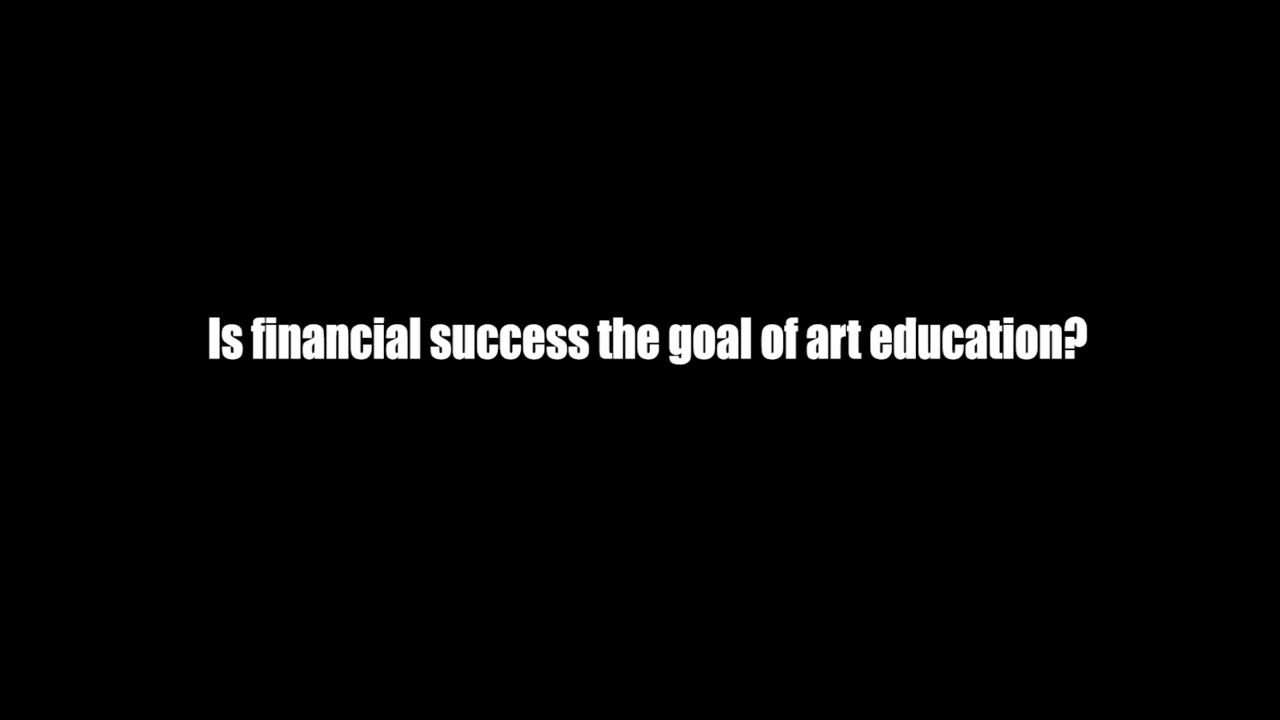 Is financial success the goal of art education?